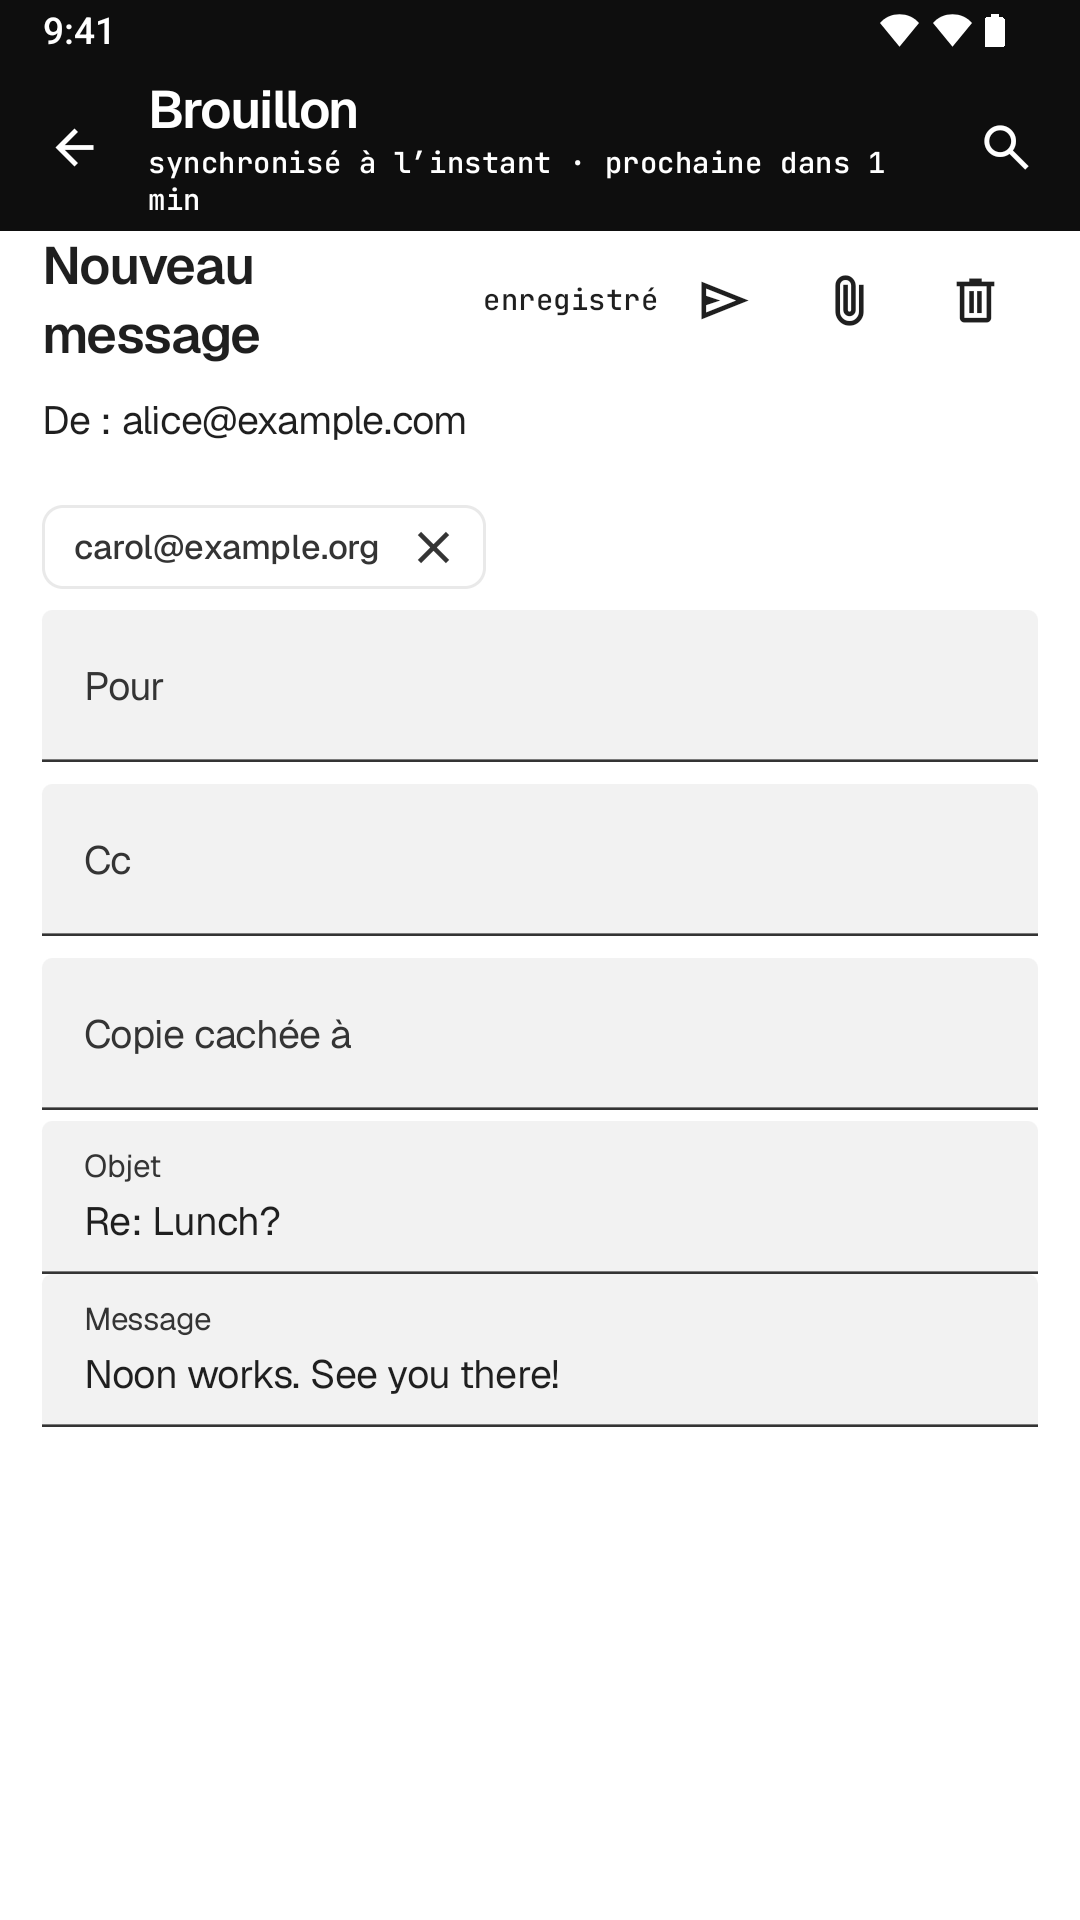 9:41
Brouillon
synchronisé à l’instant · prochaine dans 1
min
Nouveau
message
enregistré
De : alice@example.com
carol@example.org
Pour
Cc
Copie cachée à
Objet
Re: Lunch?
Message
Noon works. See you there!